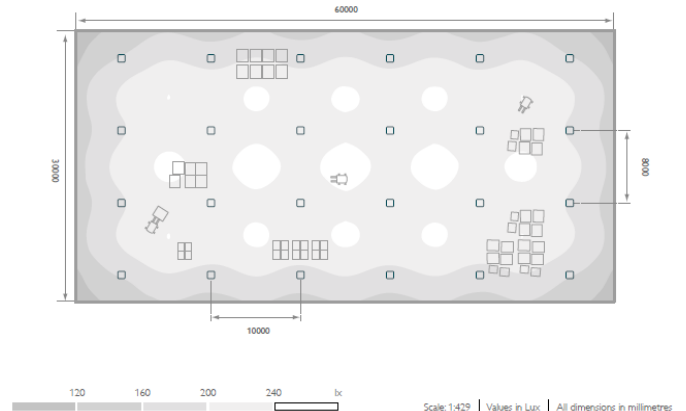 60000
30000
8000
10000
120 160 200 240 lx
Scale: 1:429 | Values in Lux | All dimensions in millimetres